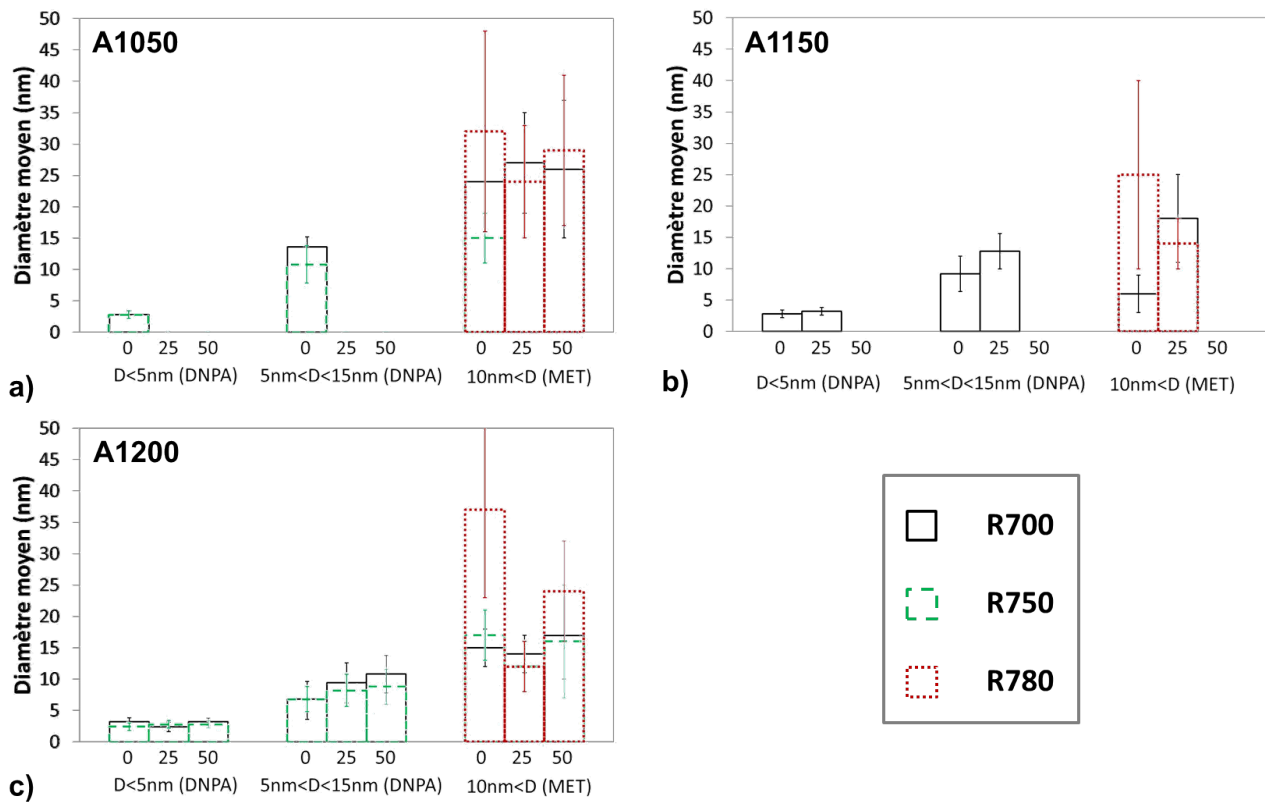 A1050
Diamètre moyen (nm)
50
45
40
35
30
25
20
15
10
5
0
0 25 50 0 25 50 0 25 50
D<5nm (DNPA) 5nm<D<15nm (DNPA) 10nm<D (MET)
a)
A1150
Diamètre moyen (nm)
50
45
40
35
30
25
20
15
10
5
0
0 25 50 0 25 50 0 25 50
D<5nm (DNPA) 5nm<D<15nm (DNPA) 10nm<D (MET)
b)
A1200
Diamètre moyen (nm)
50
45
40
35
30
25
20
15
10
5
0
0 25 50 0 25 50 0 25 50
D<5nm (DNPA) 5nm<D<15nm (DNPA) 10nm<D (MET)
c)
R700
R750
R780